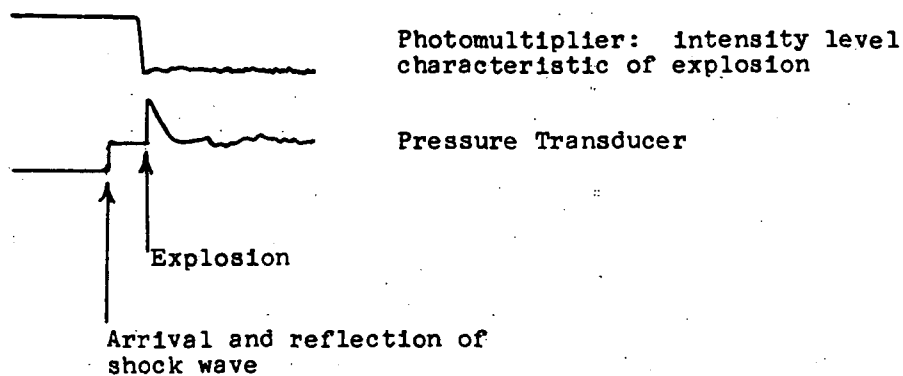 Photomultiplier: intensity level
characteristic of explosion
Pressure Transducer
Explosion
Arrival and reflection of
shock wave